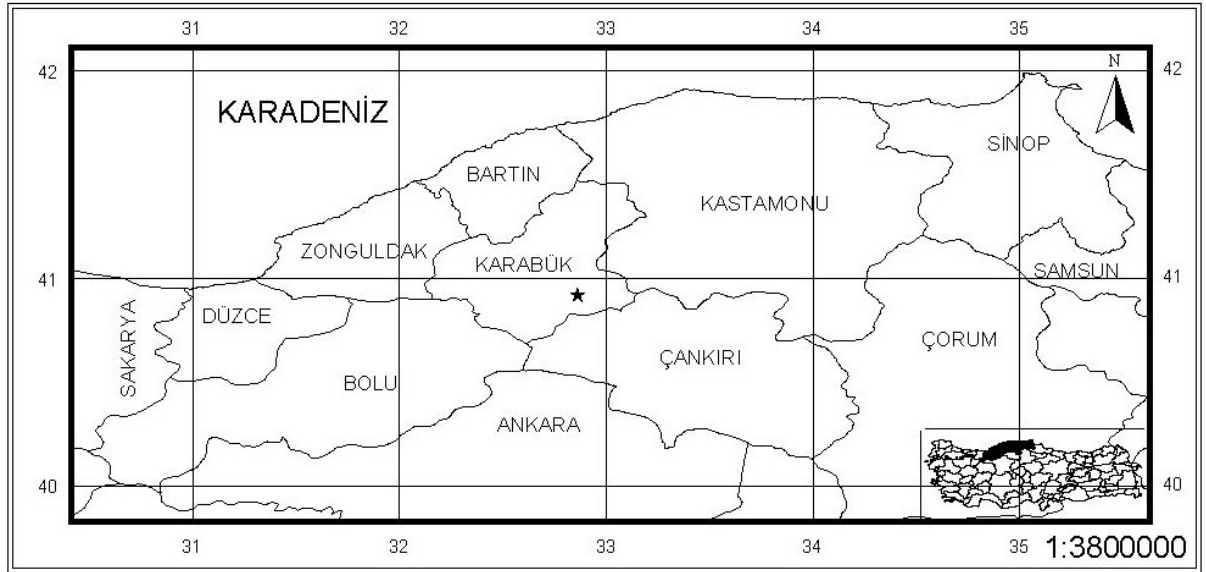 31 32 33 34 35
42 42
N
KARADENİZ
SİNOP
BARTIN
KASTAMONU
ZONGULDAK
KARABÜK
SAMSUN
41 41
DÜZCE
SAKARYA
ÇORUM
ÇANKIRI
BOLU
ANKARA
40 40
31 32 33 34 35
1:3800000